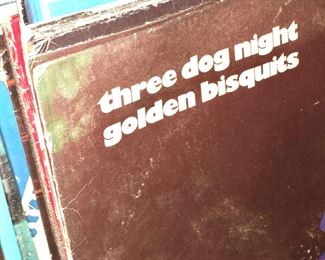 three dog night
golden bisquits